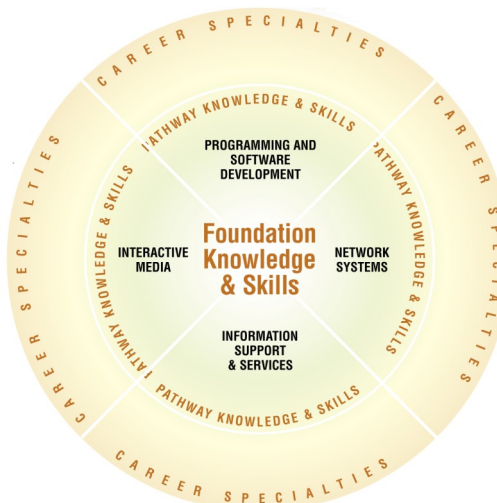 CAREER SPECIALTIES
PATHWAY KNOWLEDGE & SKILLS
PROGRAMMING AND
SOFTWARE
DEVELOPMENT
CAREER SPECIALTIES
PATHWAY KNOWLEDGE & SKILLS
INTERACTIVE
MEDIA
Foundation
Knowledge
& Skills
NETWORK
SYSTEMS
PATHWAY KNOWLEDGE & SKILLS
CAREER SPECIALTIES
INFORMATION
SUPPORT
& SERVICES
PATHWAY KNOWLEDGE & SKILLS
CAREER SPECIALTIES